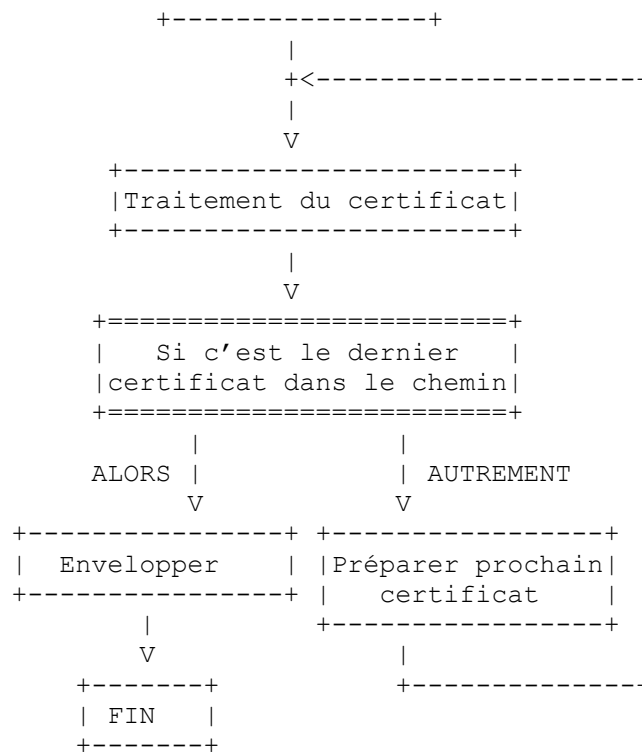 Traitement du certificat
Si c'est le dernier
certificat dans le chemin
ALORS AUTREMENT
Envelopper Préparer prochain
certificat
FIN